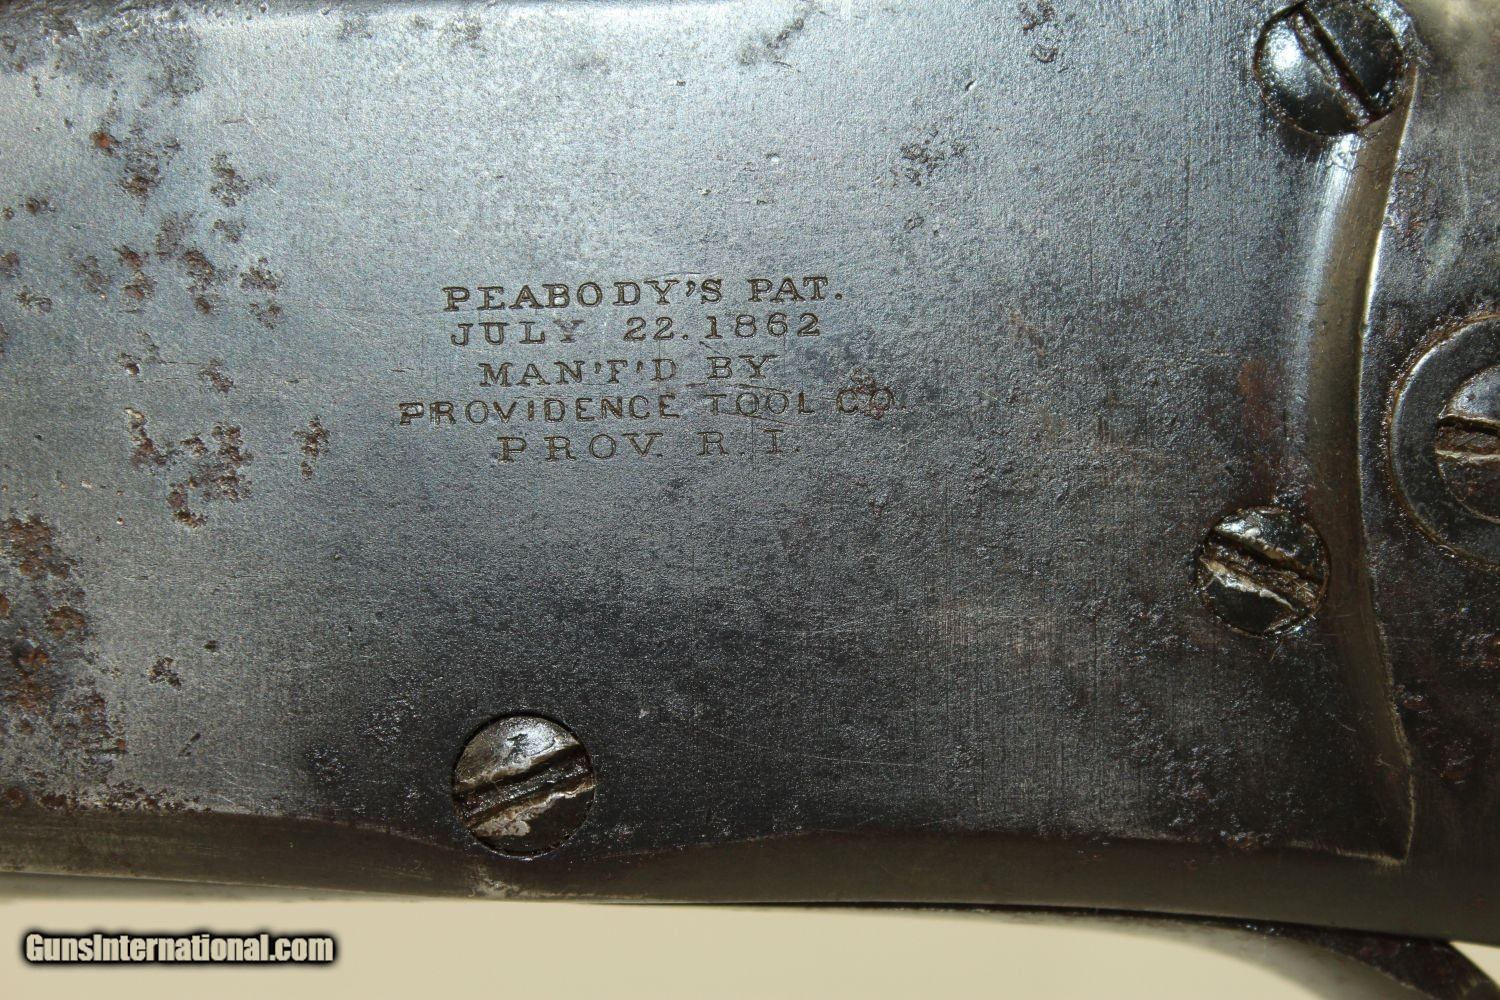 PEABODY'S PAT.
JULY 22. 1862
MAN'F'D BY
PROVIDENCE TOOL CO.
PROV. R. I.
GunsInternational.com